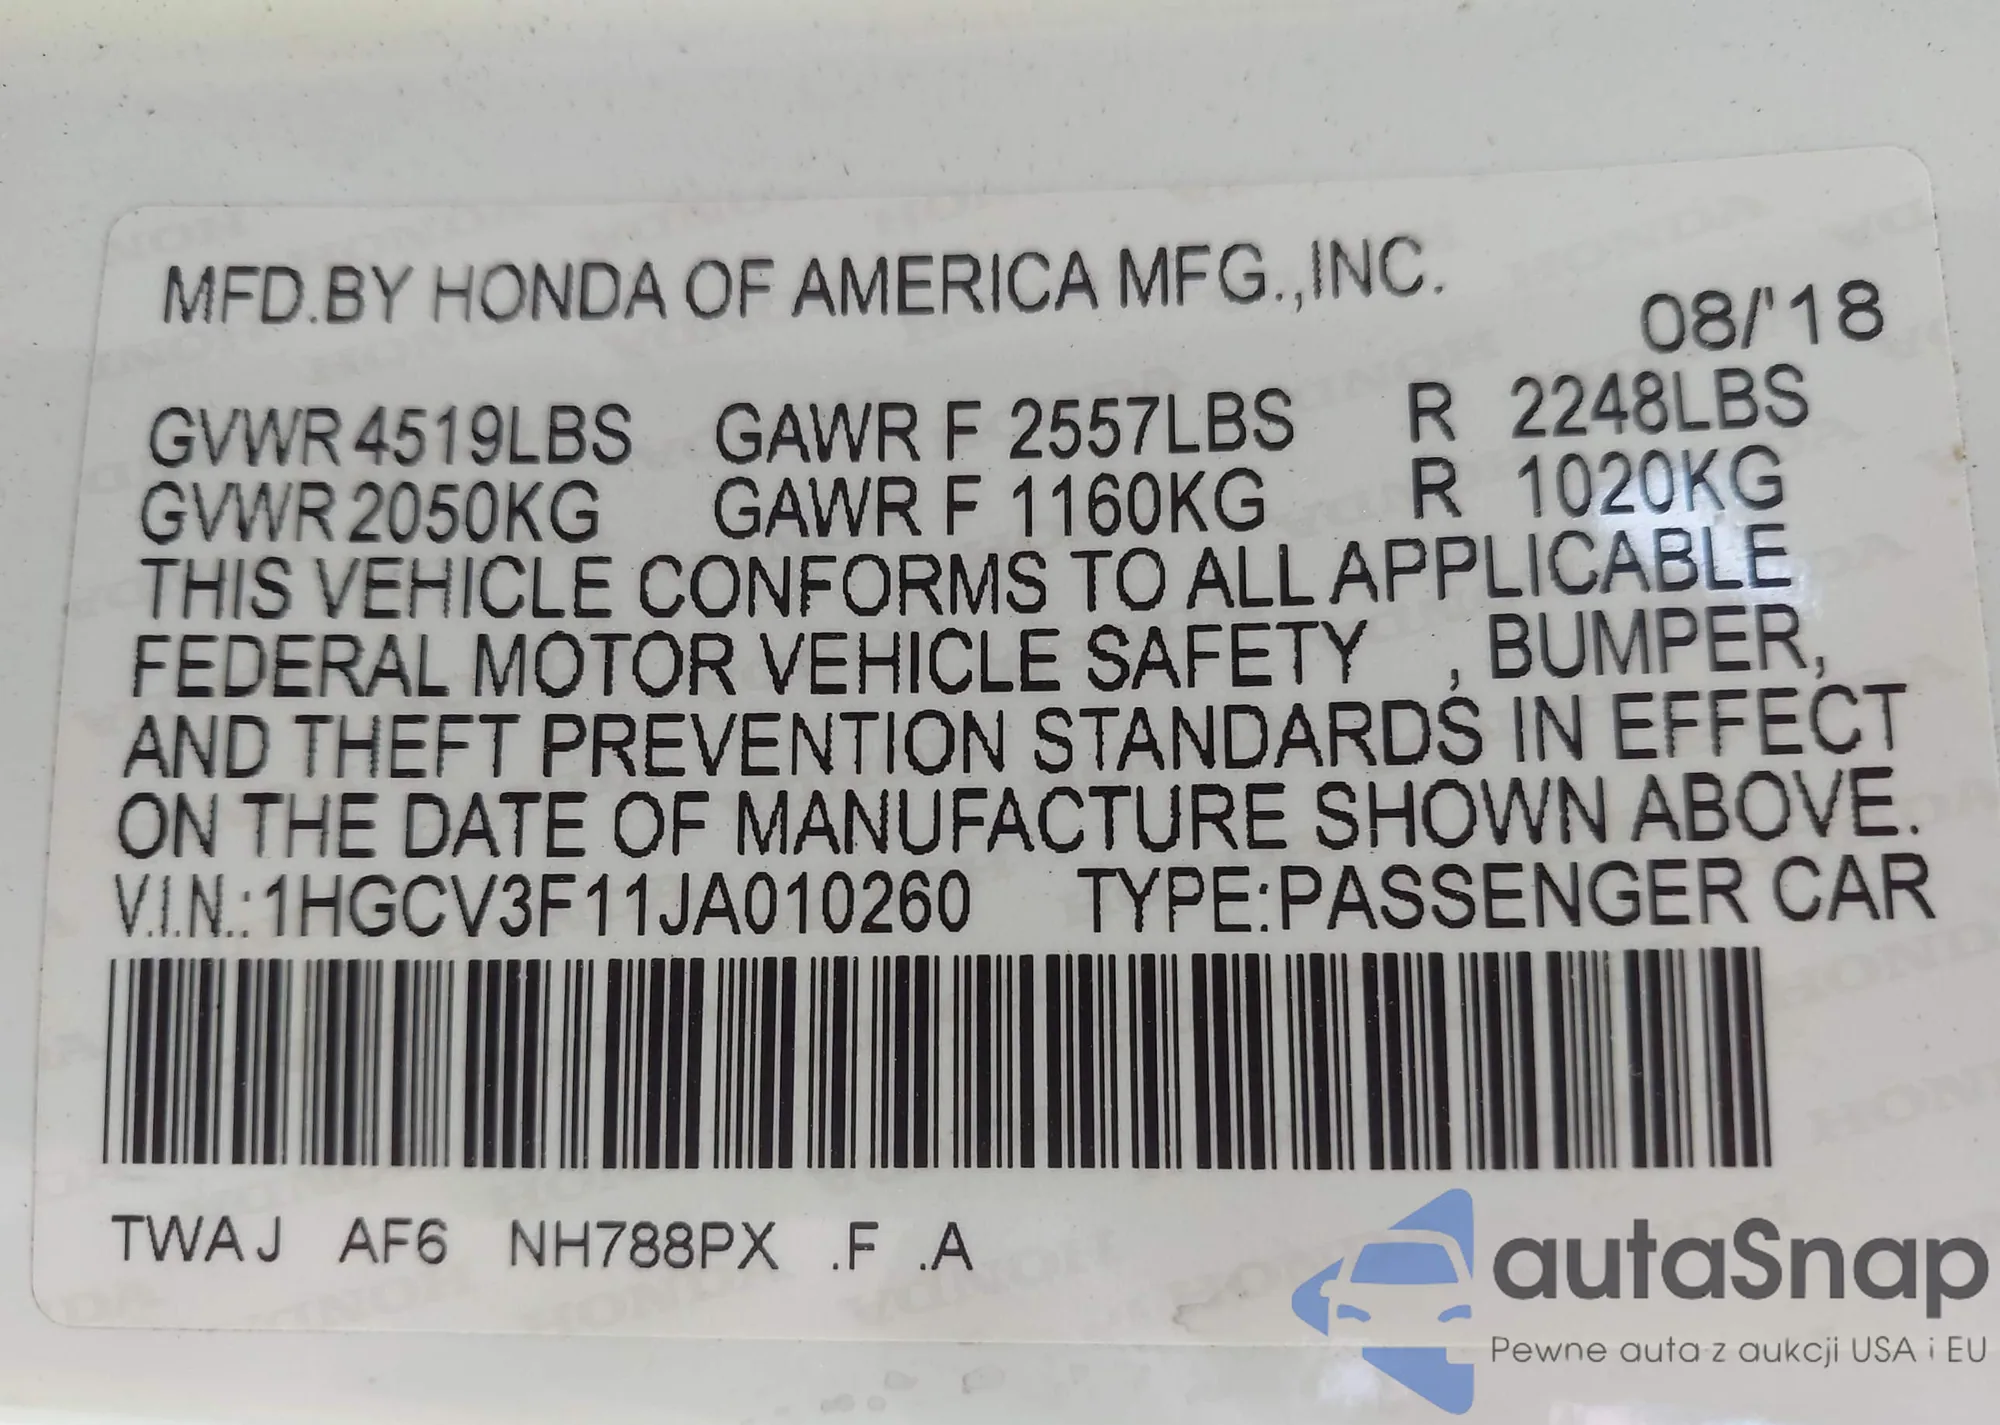 MFD.BY HONDA OF AMERICA MFG.,INC.
08/'18
GVWR 4519LBS GAWR F 2557LBS R 2248LBS
GVWR 2050KG GAWR F 1160KG R 1020KG
THIS VEHICLE CONFORMS TO ALL APPLICABLE
FEDERAL MOTOR VEHICLE SAFETY , BUMPER,
AND THEFT PREVENTION STANDARDS IN EFFECT
ON THE DATE OF MANUFACTURE SHOWN ABOVE.
V.I.N.:1HGCV3F11JA010260 TYPE:PASSENGER CAR
TWAJ AF6 NH788PX .F .A
autaSnap
Pewne auta z aukcji USA i EU